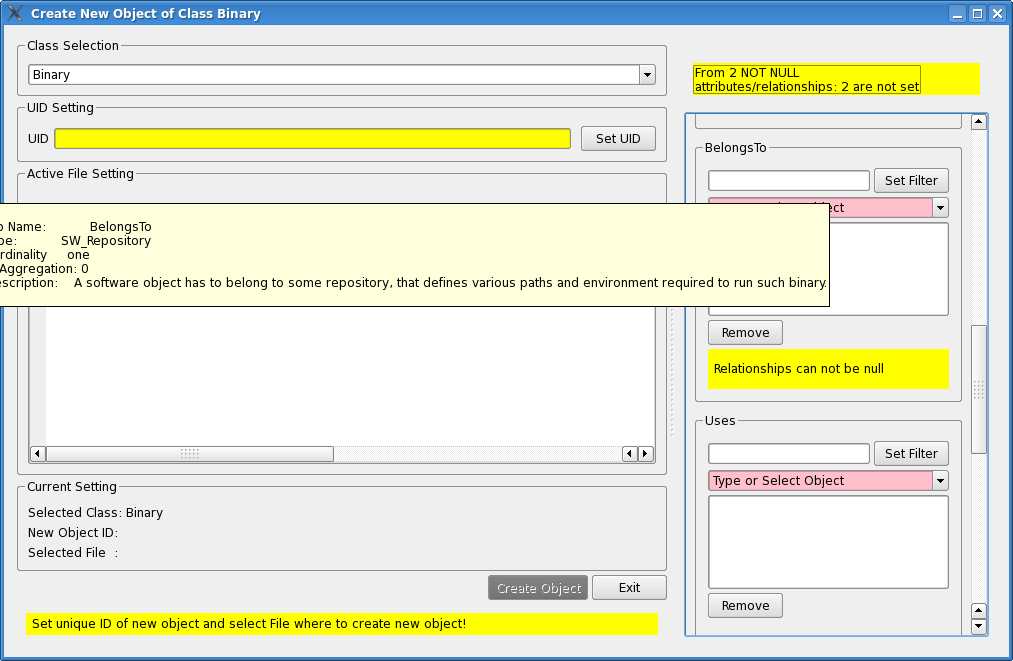 Create New Object of Class Binary
Class Selection
Binary
From 2 NOT NULL
attributes/relationships: 2 are not set
UID Setting
UID
Set UID
Active File Setting
BelongsTo
Set Filter
Name: BelongsTo
SW_Repository
one
Aggregation: 0
A software object has to belong to some repository, that defines various paths and environment required to run such binary.
Remove
Relationships can not be null
Uses
Set Filter
Type or Select Object
Remove
Current Setting
Selected Class: Binary
New Object ID:
Selected File :
Create Object
Exit
Set unique ID of new object and select File where to create new object!